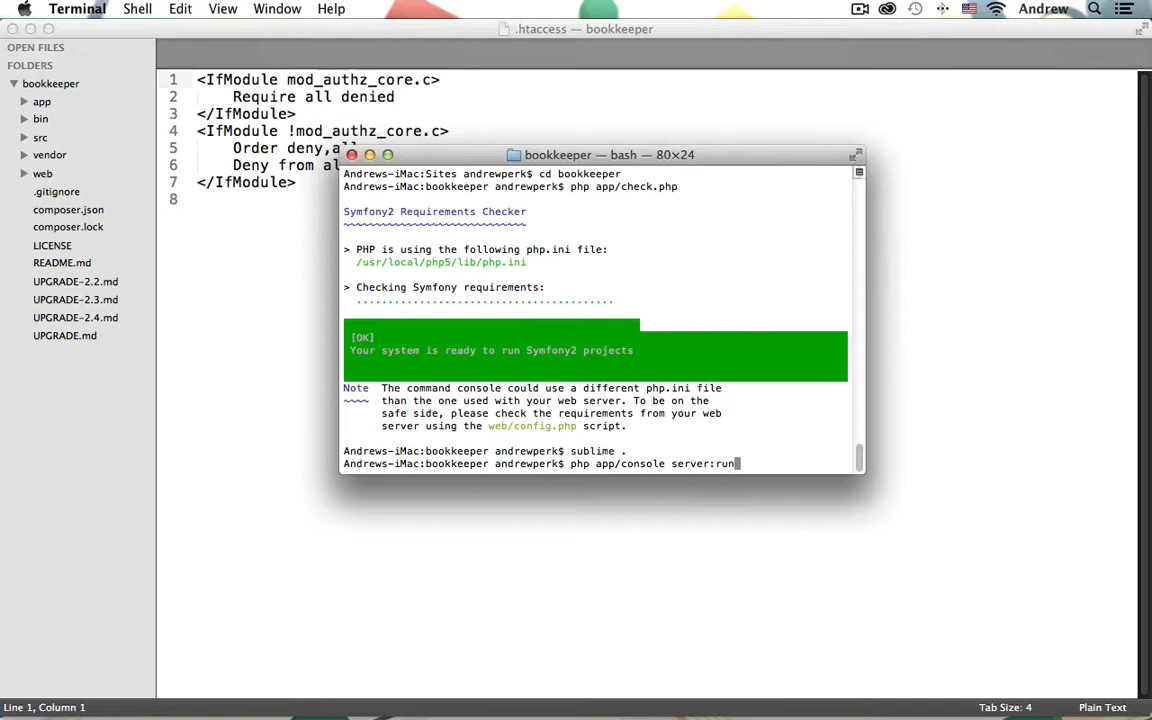 Terminal Shell Edit View Window Help Andrew
.htaccess — bookkeeper
OPEN FILES
FOLDERS
bookkeeper
app
bin
src
vendor
web
.gitignore
composer.json
composer.lock
LICENSE
README.md
UPGRADE-2.2.md
UPGRADE-2.3.md
UPGRADE-2.4.md
UPGRADE.md
1 <IfModule mod_authz_core.c>
2 Require all denied
3 </IfModule>
4 <IfModule !mod_authz_core.c>
5 Order deny,all
6 Deny from al
7 </IfModule>
8
bookkeeper — bash — 80×24
Andrews-iMac:Sites andrewperk$ cd bookkeeper
Andrews-iMac:bookkeeper andrewperk$ php app/check.php
Symfony2 Requirements Checker
~~~~~~~~~~~~~~~~~~~~~~~~~~~~~
> PHP is using the following php.ini file:
/usr/local/php5/lib/php.ini
> Checking Symfony requirements:
.........................................
[OK]
Your system is ready to run Symfony2 projects
Note The command console could use a different php.ini file
~~~~ than the one used with your web server. To be on the
safe side, please check the requirements from your web
server using the web/config.php script.
Andrews-iMac:bookkeeper andrewperk$ sublime .
Andrews-iMac:bookkeeper andrewperk$ php app/console server:run
Line 1, Column 1
Tab Size: 4
Plain Text